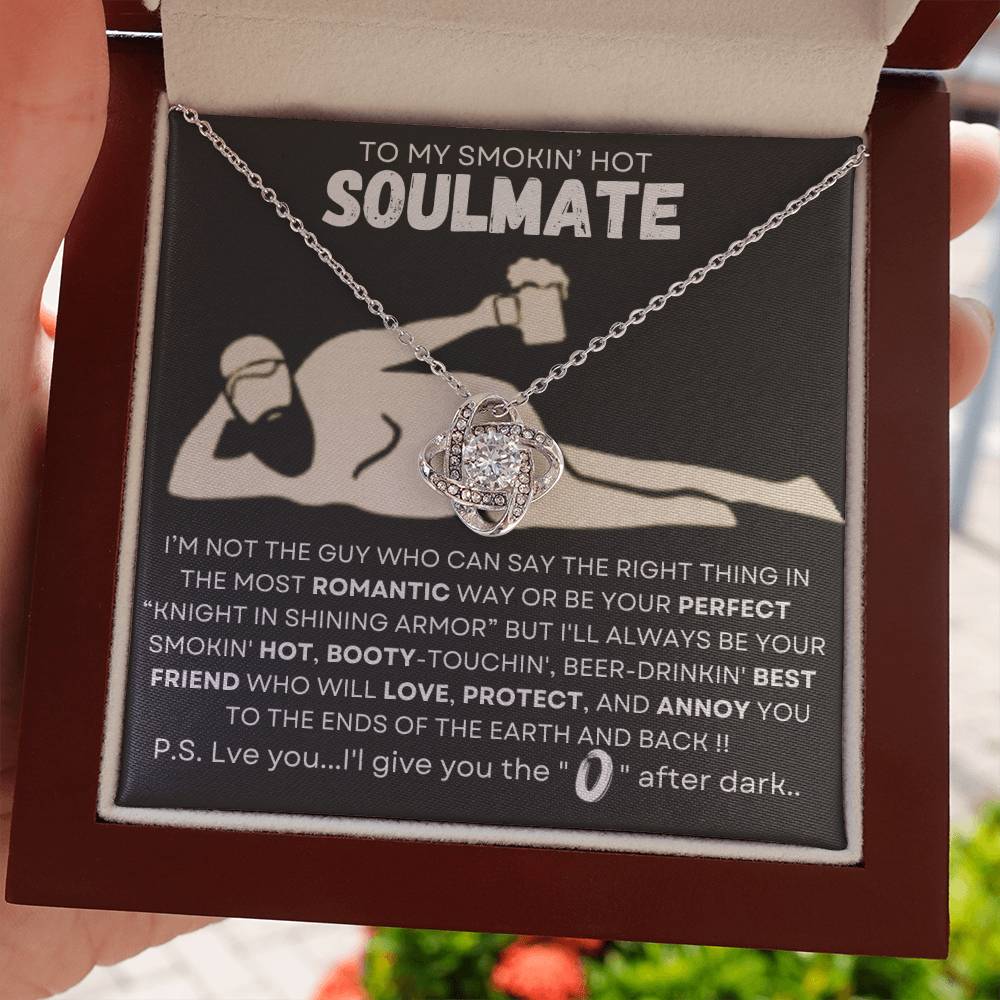 TO MY SMOKIN’ HOT
SOULMATE
I’M NOT THE GUY WHO CAN SAY THE RIGHT THING IN
THE MOST ROMANTIC WAY OR BE YOUR PERFECT
“KNIGHT IN SHINING ARMOR” BUT I'LL ALWAYS BE YOUR
SMOKIN' HOT, BOOTY-TOUCHIN', BEER-DRINKIN' BEST
FRIEND WHO WILL LOVE, PROTECT, AND ANNOY YOU
TO THE ENDS OF THE EARTH AND BACK !!
P.S. Lve you...I'l give you the " O " after dark..